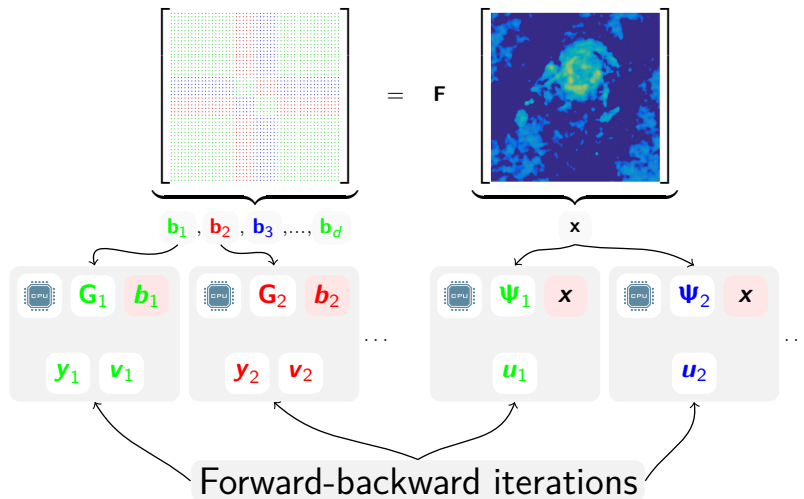 = F
b₁ , b₂ , b₃ ,..., b_d
x
CPU G₁ b₁
CPU G₂ b₂
CPU Ψ₁ x
CPU Ψ₂ x
y₁ v₁
y₂ v₂
...
u₁
u₂
...
Forward-backward iterations